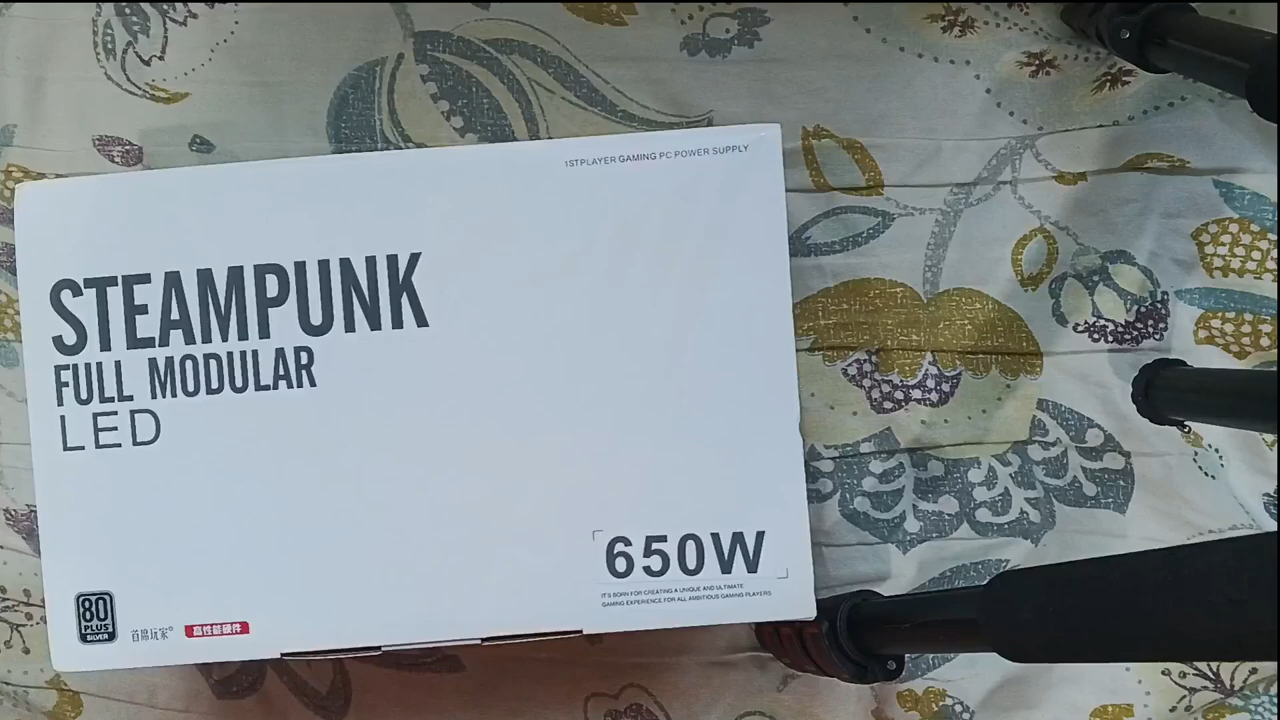 1STPLAYER GAMING PC POWER SUPPLY
STEAMPUNK
FULL MODULAR
LED
650W
IT'S BORN FOR CREATING A UNIQUE AND ULTIMATE
GAMING EXPERIENCE FOR ALL AMBITIOUS GAMING PLAYERS
80
PLUS
SILVER
首席玩家®
高性能硬件